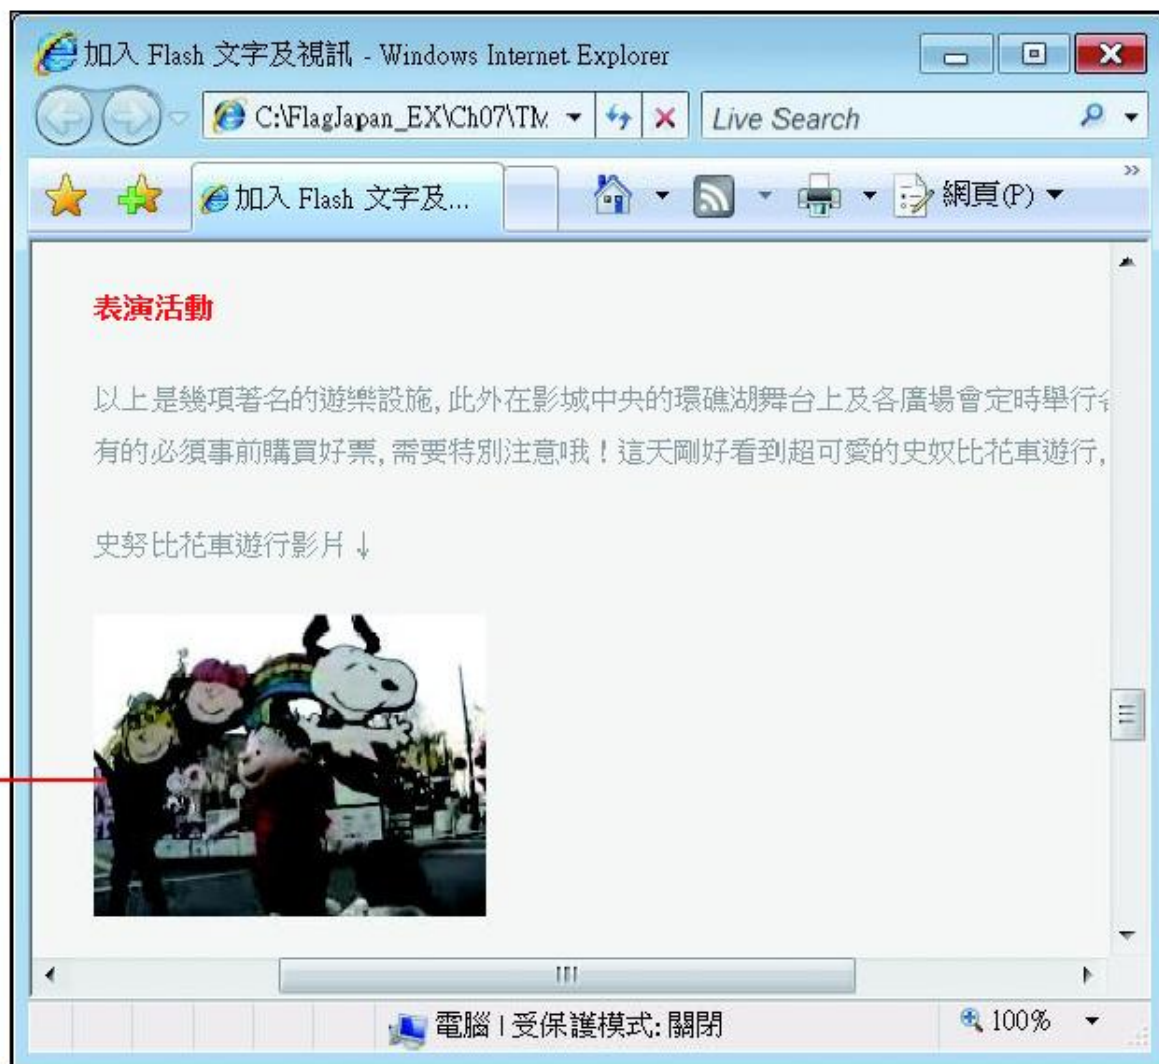 加入 Flash 文字及視訊 - Windows Internet Explorer
C:\FlagJapan_EX\Ch07\TM
Live Search
加入 Flash 文字及...
網頁(P)
表演活動
以上是幾項著名的遊樂設施, 此外在影城中央的環礁湖舞台上及各廣場會定時舉行
有的必須事前購買好票, 需要特別注意哦！這天剛好看到超可愛的史奴比花車遊行,
史努比花車遊行影片↓
電腦 | 受保護模式: 關閉
100%